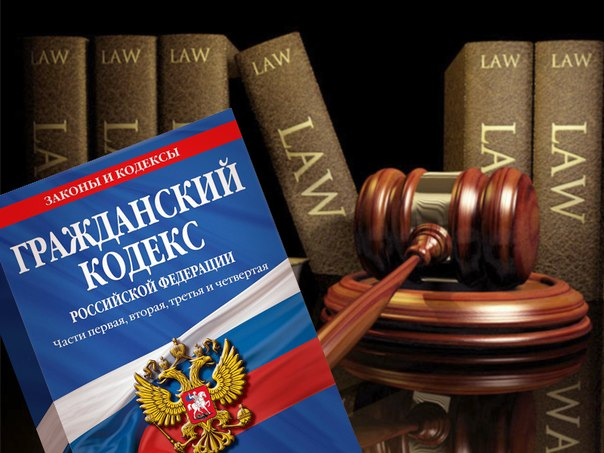 LAW
LAW
LAW
LAW
LAW
LAW
LAW
LAW
LAW
LAW
ЗАКОНЫ И КОДЕКСЫ
ГРАЖДАНСКИЙ
КОДЕКС
РОССИЙСКОЙ ФЕДЕРАЦИИ
Части первая, вторая, третья и четвертая